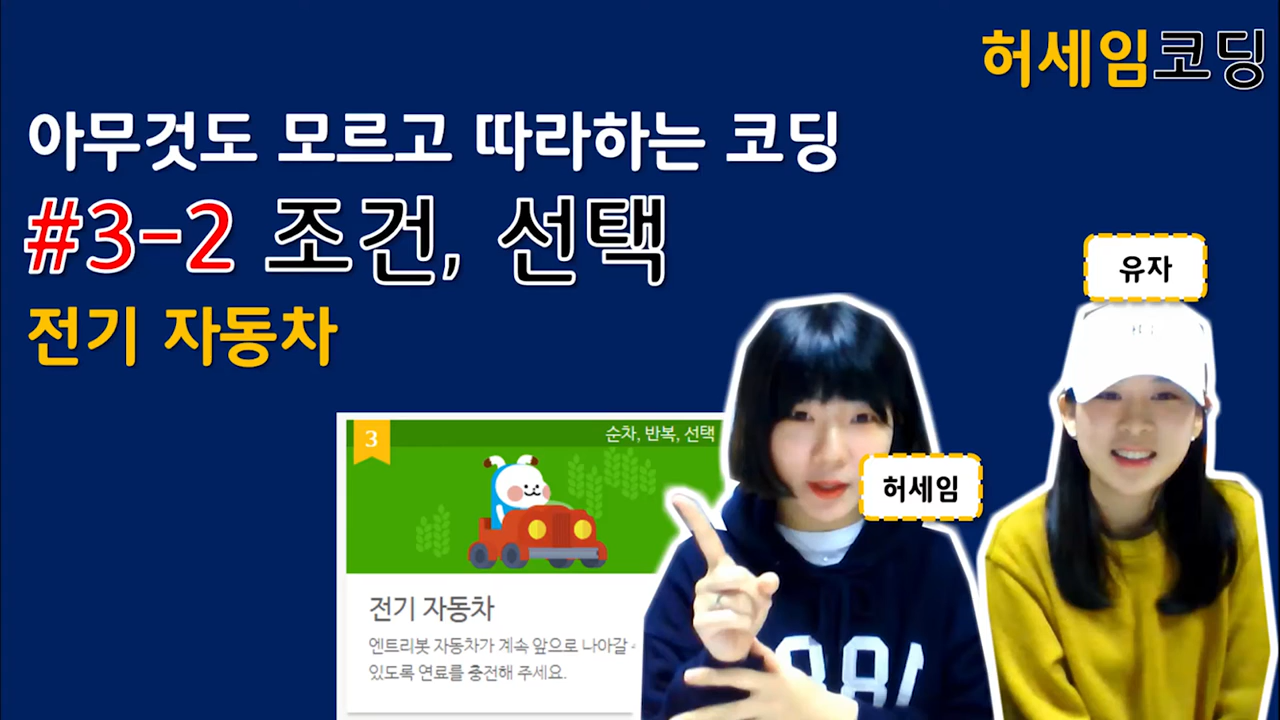 허세임코딩
아무것도 모르고 따라하는 코딩
#3-2 조건, 선택
전기 자동차
유자
허세임
3
순차, 반복, 선택
전기 자동차
엔트리봇 자동차가 계속 앞으로 나아갈
있도록 연료를 충전해 주세요.